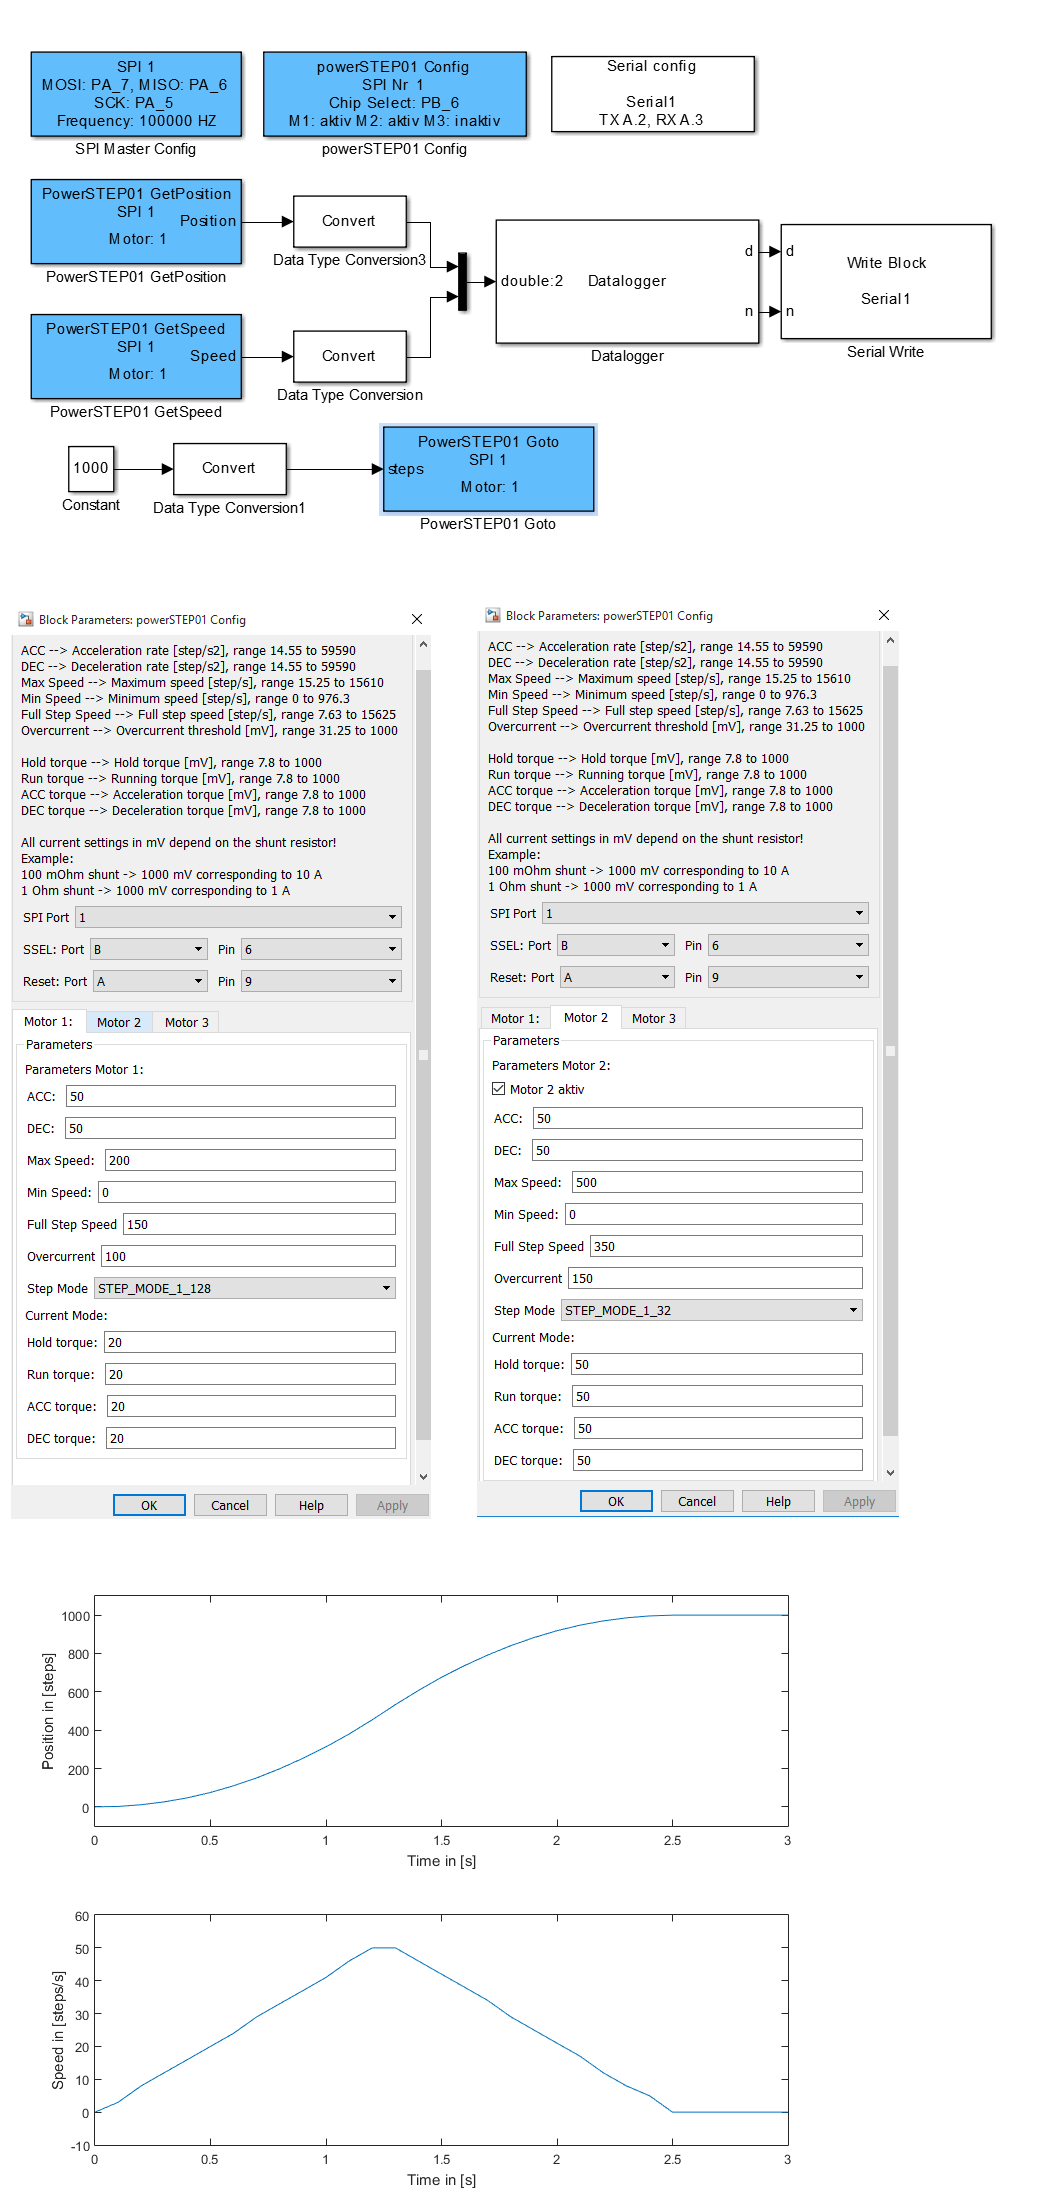 SPI 1
MOSI: PA_7, MISO: PA_6
SCK: PA_5
Frequency: 100000 HZ
SPI Master Config
powerSTEP01 Config
SPI Nr 1
Chip Select: PB_6
M1: aktiv M2: aktiv M3: inaktiv
powerSTEP01 Config
Serial config
Serial1
TX A.2, RX A.3
PowerSTEP01 GetPosition
SPI 1
Position
Motor: 1
PowerSTEP01 GetPosition
Convert
Data Type Conversion3
PowerSTEP01 GetSpeed
SPI 1
Speed
Motor: 1
PowerSTEP01 GetSpeed
Convert
Data Type Conversion
double:2
Datalogger
d
n
Datalogger
d
n
Write Block
Serial1
Serial Write
1000
Constant
Convert
Data Type Conversion1
PowerSTEP01 Goto
SPI 1
steps
Motor: 1
PowerSTEP01 Goto
Block Parameters: powerSTEP01 Config
ACC --> Acceleration rate [step/s2], range 14.55 to 59590
DEC --> Deceleration rate [step/s2], range 14.55 to 59590
Max Speed --> Maximum speed [step/s], range 15.25 to 15610
Min Speed --> Minimum speed [step/s], range 0 to 976.3
Full Step Speed --> Full step speed [step/s], range 7.63 to 15625
Overcurrent --> Overcurrent threshold [mV], range 31.25 to 1000
Hold torque --> Hold torque [mV], range 7.8 to 1000
Run torque --> Running torque [mV], range 7.8 to 1000
ACC torque --> Acceleration torque [mV], range 7.8 to 1000
DEC torque --> Deceleration torque [mV], range 7.8 to 1000
All current settings in mV depend on the shunt resistor!
Example:
100 mOhm shunt -> 1000 mV corresponding to 10 A
1 Ohm shunt -> 1000 mV corresponding to 1 A
SPI Port 1
SSEL: Port B Pin 6
Reset: Port A Pin 9
Motor 1: Motor 2 Motor 3
Parameters
Parameters Motor 1:
ACC: 50
DEC: 50
Max Speed: 200
Min Speed: 0
Full Step Speed 150
Overcurrent 100
Step Mode STEP_MODE_1_128
Current Mode:
Hold torque: 20
Run torque: 20
ACC torque: 20
DEC torque: 20
OK Cancel Help Apply
Block Parameters: powerSTEP01 Config
ACC --> Acceleration rate [step/s2], range 14.55 to 59590
DEC --> Deceleration rate [step/s2], range 14.55 to 59590
Max Speed --> Maximum speed [step/s], range 15.25 to 15610
Min Speed --> Minimum speed [step/s], range 0 to 976.3
Full Step Speed --> Full step speed [step/s], range 7.63 to 15625
Overcurrent --> Overcurrent threshold [mV], range 31.25 to 1000
Hold torque --> Hold torque [mV], range 7.8 to 1000
Run torque --> Running torque [mV], range 7.8 to 1000
ACC torque --> Acceleration torque [mV], range 7.8 to 1000
DEC torque --> Deceleration torque [mV], range 7.8 to 1000
All current settings in mV depend on the shunt resistor!
Example:
100 mOhm shunt -> 1000 mV corresponding to 10 A
1 Ohm shunt -> 1000 mV corresponding to 1 A
SPI Port 1
SSEL: Port B Pin 6
Reset: Port A Pin 9
Motor 1: Motor 2 Motor 3
Parameters
Parameters Motor 2:
Motor 2 aktiv
ACC: 50
DEC: 50
Max Speed: 500
Min Speed: 0
Full Step Speed 350
Overcurrent 150
Step Mode STEP_MODE_1_32
Current Mode:
Hold torque: 50
Run torque: 50
ACC torque: 50
DEC torque: 50
OK Cancel Help Apply
Position in [steps]
1000
800
600
400
200
0
0 0.5 1 1.5 2 2.5 3
Time in [s]
Speed in [steps/s]
60
50
40
30
20
10
0
-10
0 0.5 1 1.5 2 2.5 3
Time in [s]